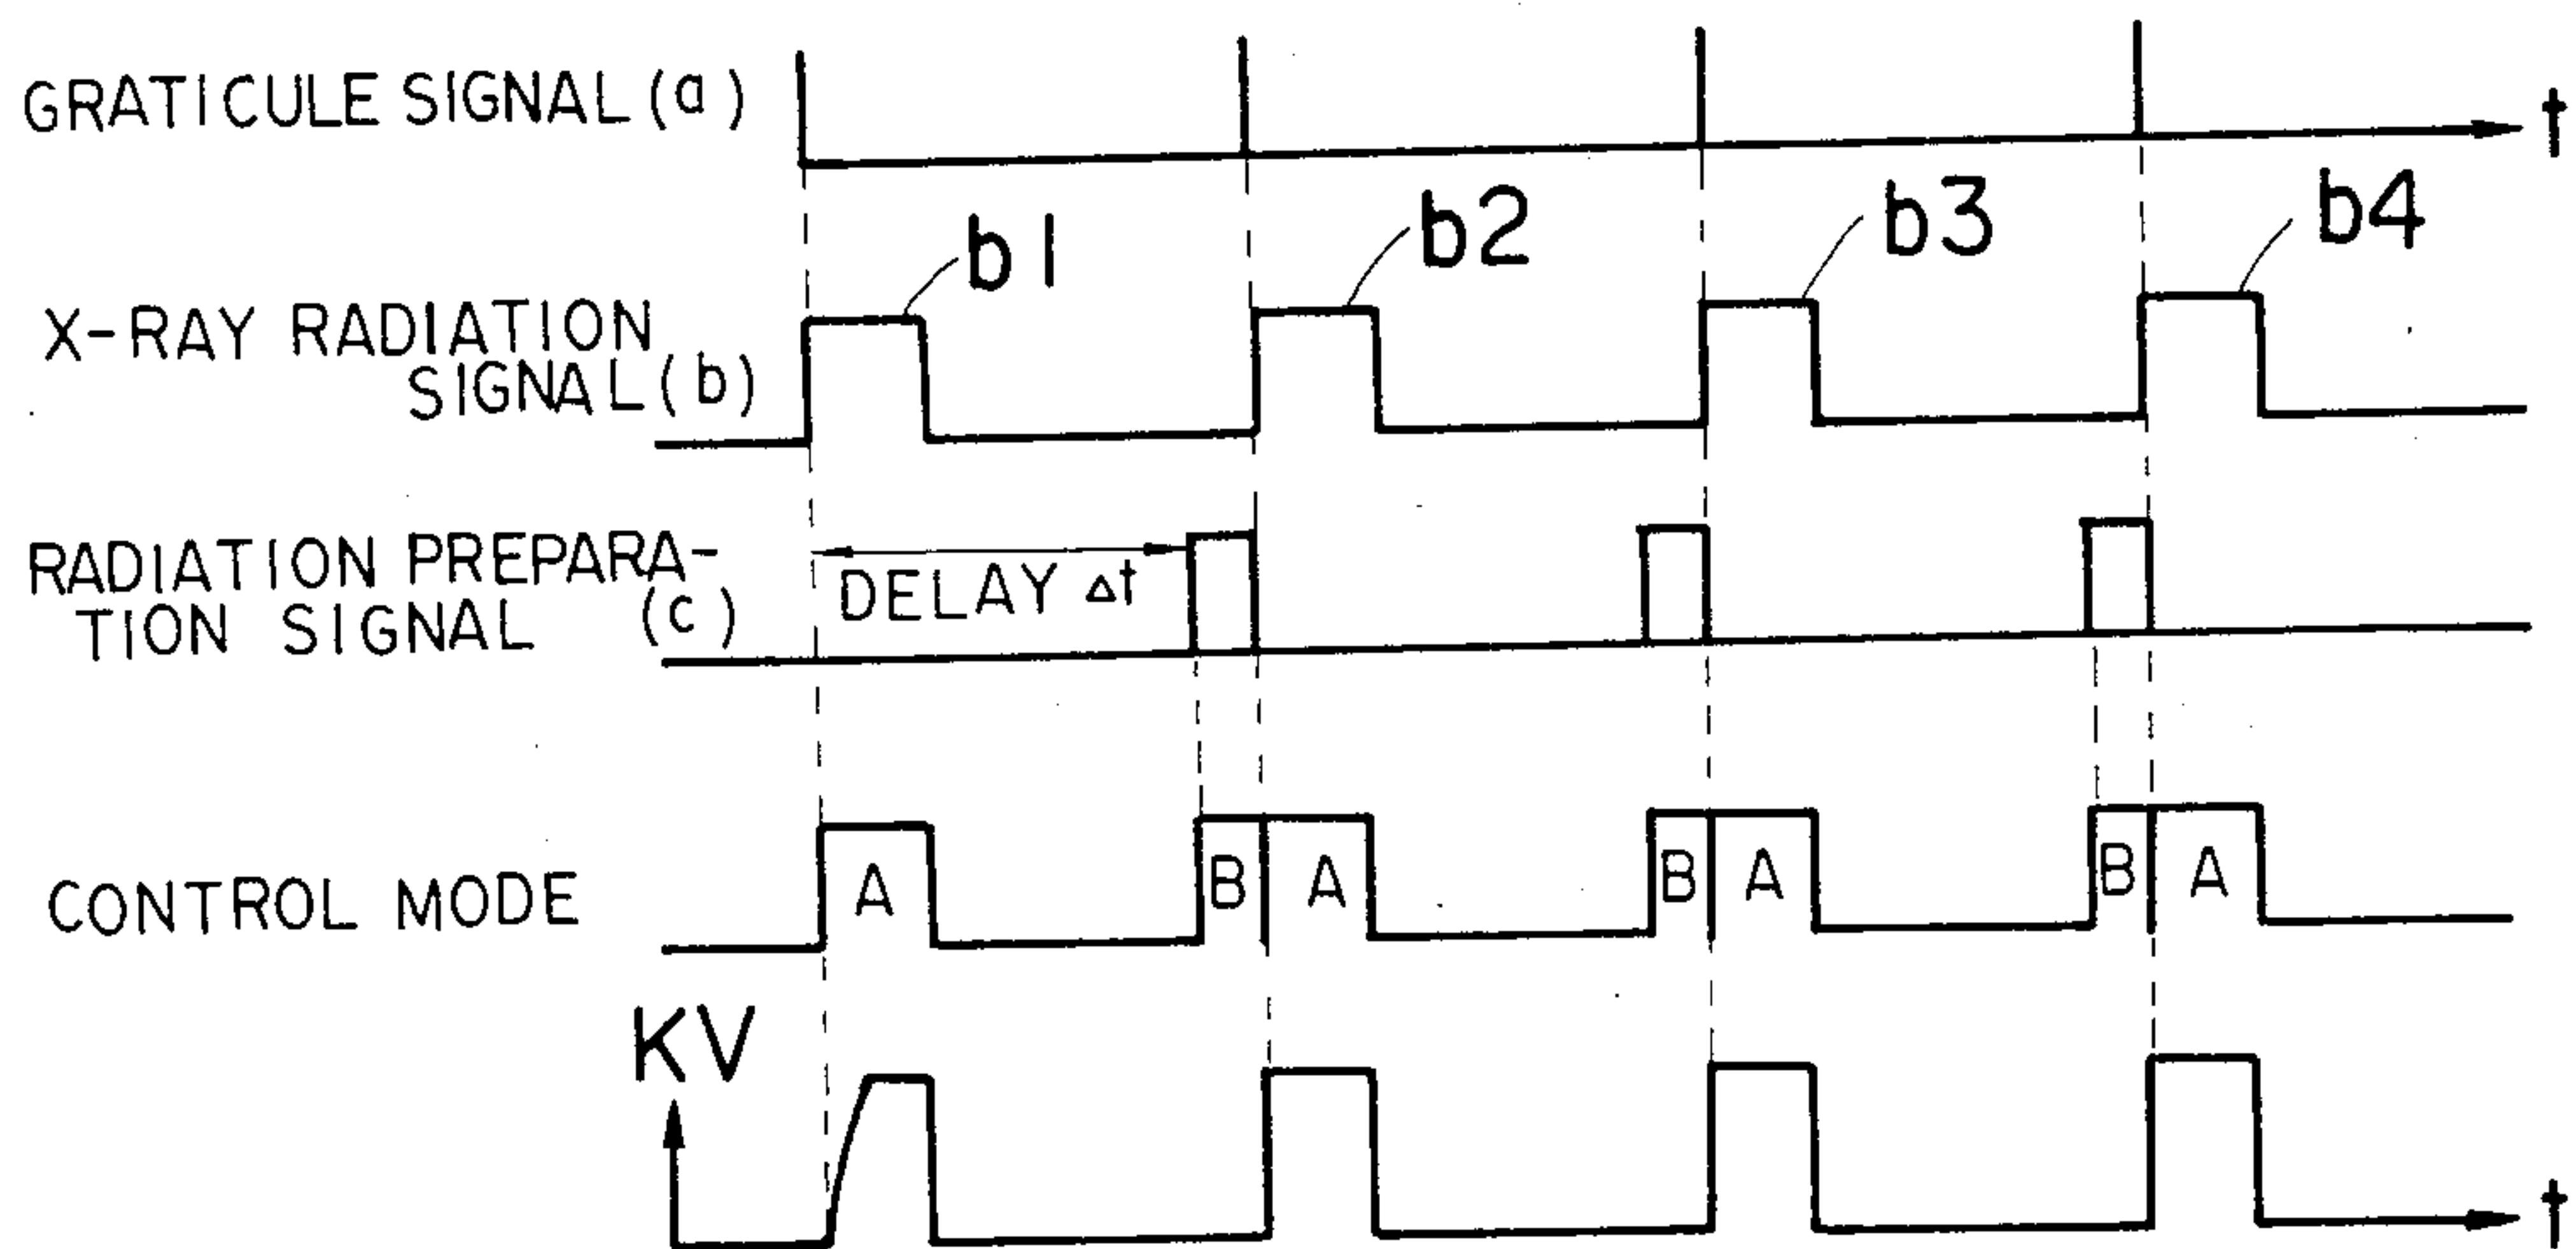 GRATICULE SIGNAL (a)
t
b1
b2
b3
b4
X-RAY RADIATION
SIGNAL (b)
RADIATION PREPARA-
TION SIGNAL (c)
DELAY Δt
CONTROL MODE
A
B
A
B
A
B
A
KV
t